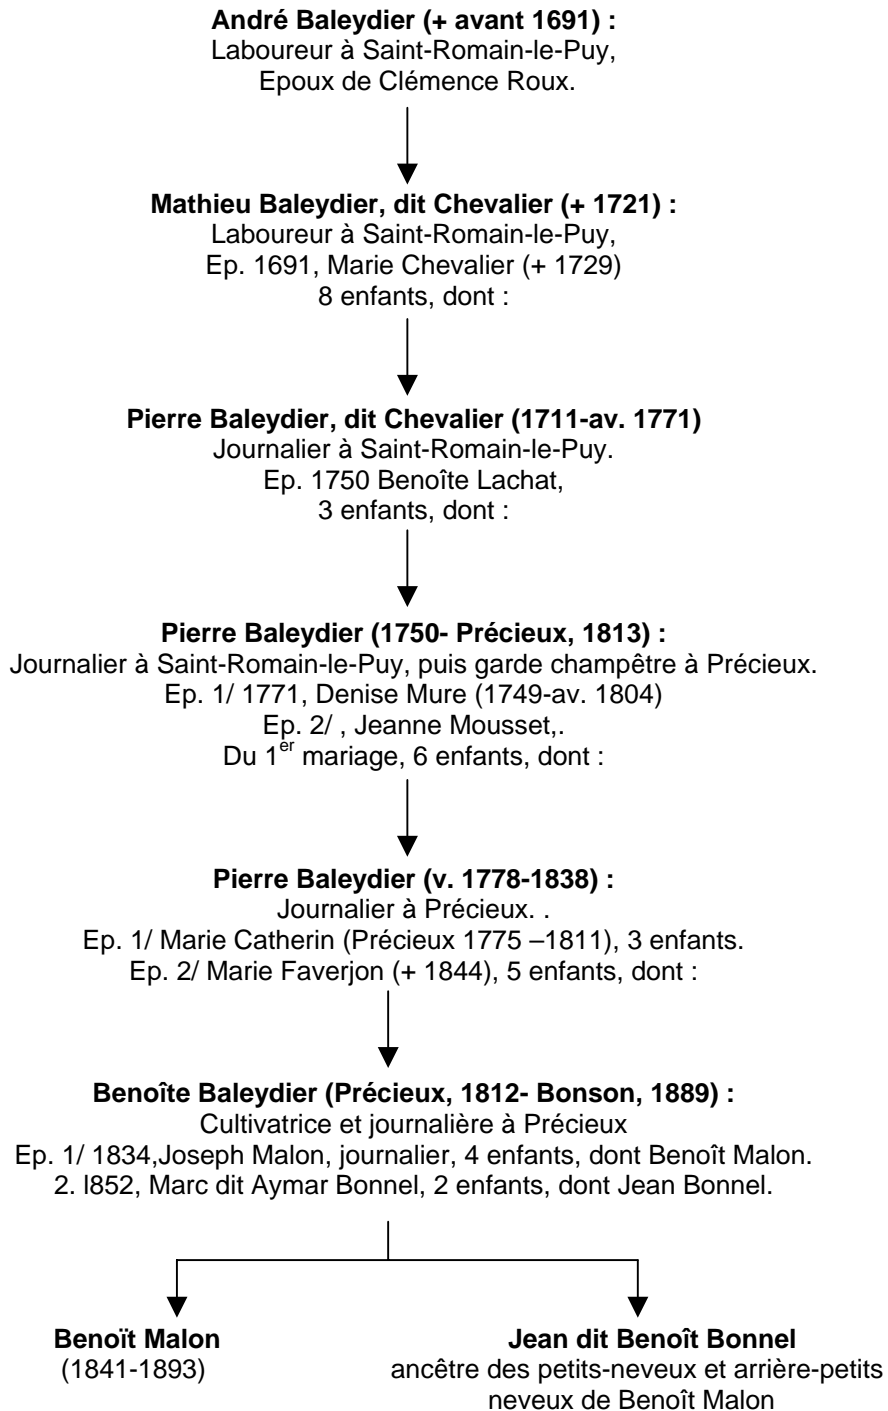 André Baleydier (+ avant 1691) :
Laboureur à Saint-Romain-le-Puy,
Epoux de Clémence Roux.
Mathieu Baleydier, dit Chevalier (+ 1721) :
Laboureur à Saint-Romain-le-Puy,
Ep. 1691, Marie Chevalier (+ 1729)
8 enfants, dont :
Pierre Baleydier, dit Chevalier (1711-av. 1771)
Journalier à Saint-Romain-le-Puy.
Ep. 1750 Benoîte Lachat,
3 enfants, dont :
Pierre Baleydier (1750- Précieux, 1813) :
Journalier à Saint-Romain-le-Puy, puis garde champêtre à Précieux.
Ep. 1/ 1771, Denise Mure (1749-av. 1804)
Ep. 2/ , Jeanne Mousset,.
Du 1er mariage, 6 enfants, dont :
Pierre Baleydier (v. 1778-1838) :
Journalier à Précieux. .
Ep. 1/ Marie Catherin (Précieux 1775 –1811), 3 enfants.
Ep. 2/ Marie Faverjon (+ 1844), 5 enfants, dont :
Benoîte Baleydier (Précieux, 1812- Bonson, 1889) :
Cultivatrice et journalière à Précieux
Ep. 1/ 1834,Joseph Malon, journalier, 4 enfants, dont Benoît Malon.
2. l852, Marc dit Aymar Bonnel, 2 enfants, dont Jean Bonnel.
Benoït Malon
(1841-1893)
Jean dit Benoît Bonnel
ancêtre des petits-neveux et arrière-petits
neveux de Benoît Malon